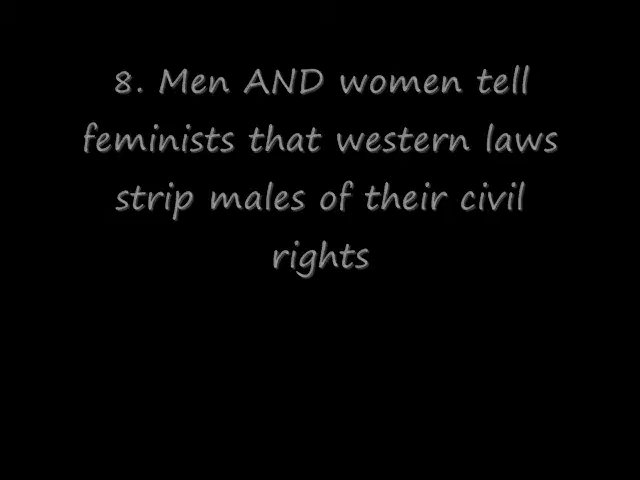 8. Men AND women tell
feminists that western laws
strip males of their civil
rights